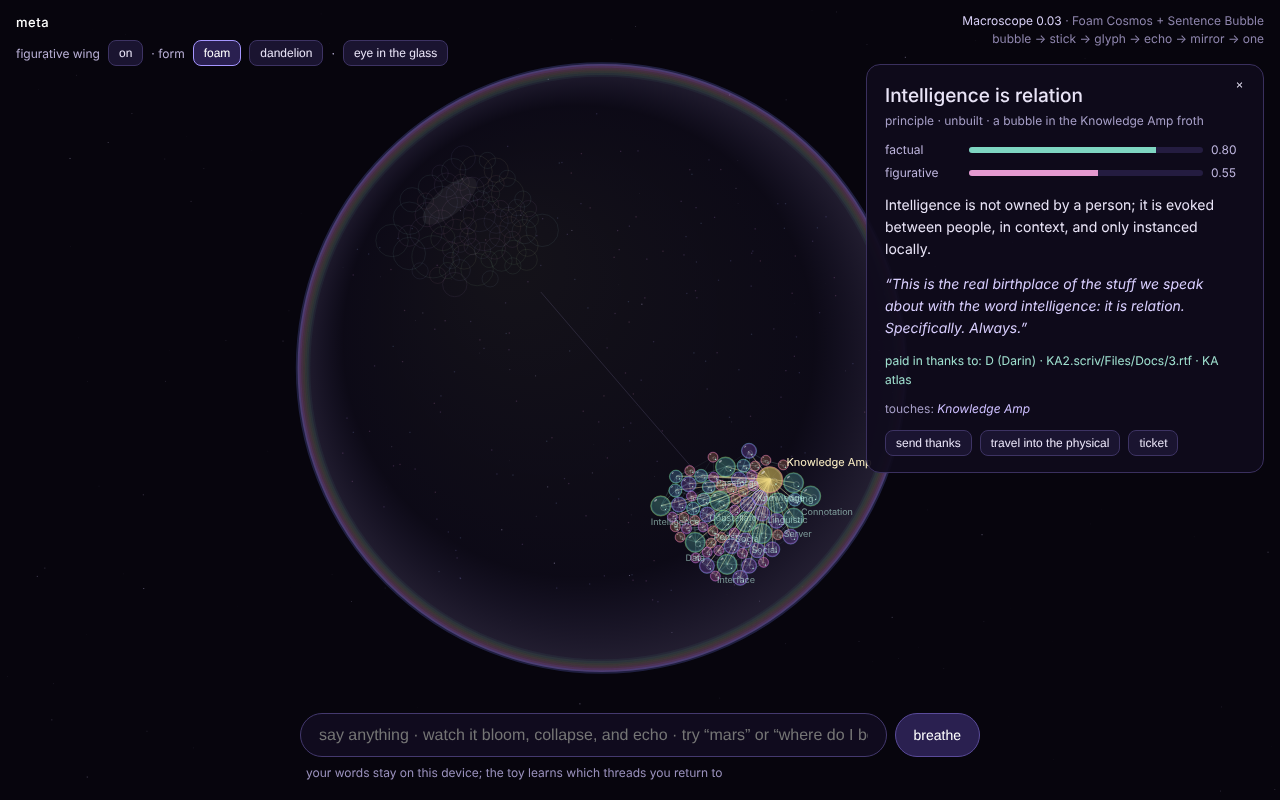 meta
figurative wing on · form foam dandelion · eye in the glass
Macroscope 0.03 · Foam Cosmos + Sentence Bubble
bubble → stick → glyph → echo → mirror → one
×
Intelligence is relation
principle · unbuilt · a bubble in the Knowledge Amp froth
factual 0.80
figurative 0.55
Intelligence is not owned by a person; it is evoked
between people, in context, and only instanced
locally.
“This is the real birthplace of the stuff we speak
about with the word intelligence: it is relation.
Specifically. Always.”
paid in thanks to: D (Darin) · KA2.scriv/Files/Docs/3.rtf · KA
atlas
touches: Knowledge Amp
send thanks travel into the physical ticket
Knowledge Amp
Connotation
Intelligence
Linguistic
Server
Social
Data
Interface
say anything · watch it bloom, collapse, and echo · try “mars” or “where do I b
breathe
your words stay on this device; the toy learns which threads you return to